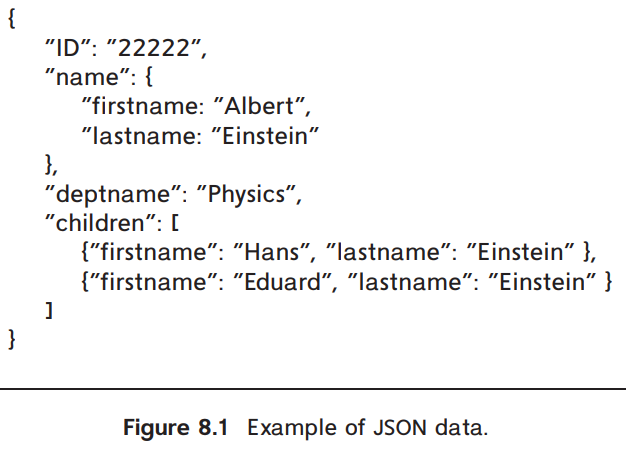 {
"ID": "22222",
"name": {
"firstname: "Albert",
"lastname: "Einstein"
},
"deptname": "Physics",
"children": [
{"firstname": "Hans", "lastname": "Einstein" },
{"firstname": "Eduard", "lastname": "Einstein" }
]
}
Figure 8.1 Example of JSON data.